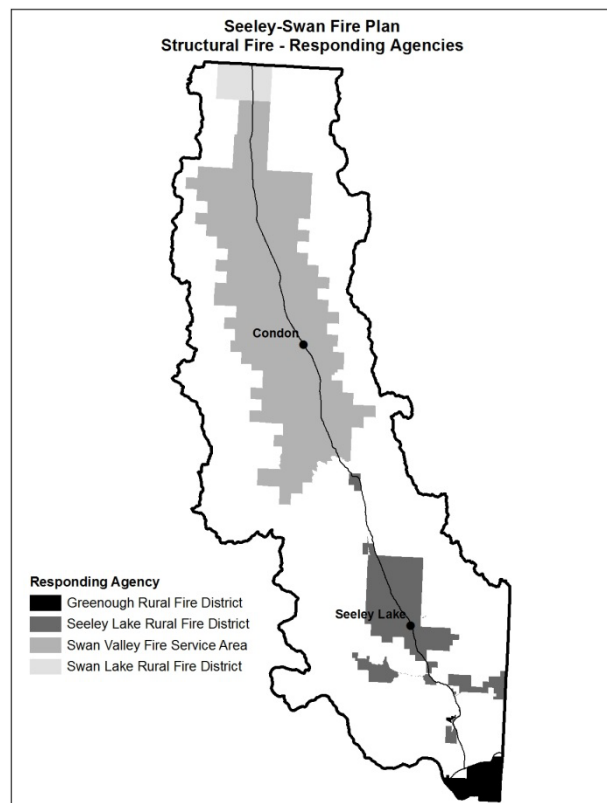 Seeley-Swan Fire Plan
Structural Fire - Responding Agencies
Condon
Seeley Lake
Responding Agency
Greenough Rural Fire District
Seeley Lake Rural Fire District
Swan Valley Fire Service Area
Swan Lake Rural Fire District